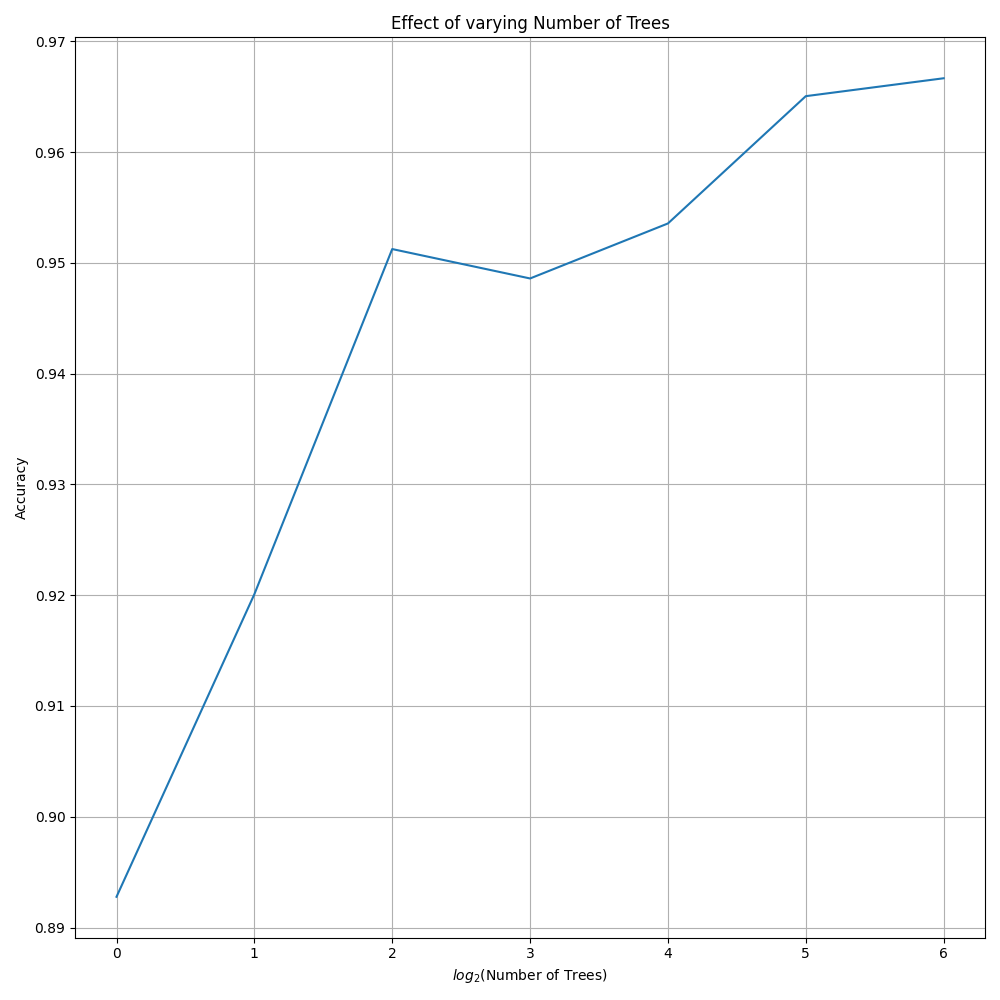 Effect of varying Number of Trees
0.97
0.96
0.95
0.94
0.93
0.92
0.91
0.90
0.89
Accuracy
0 1 2 3 4 5 6
log₂(Number of Trees)